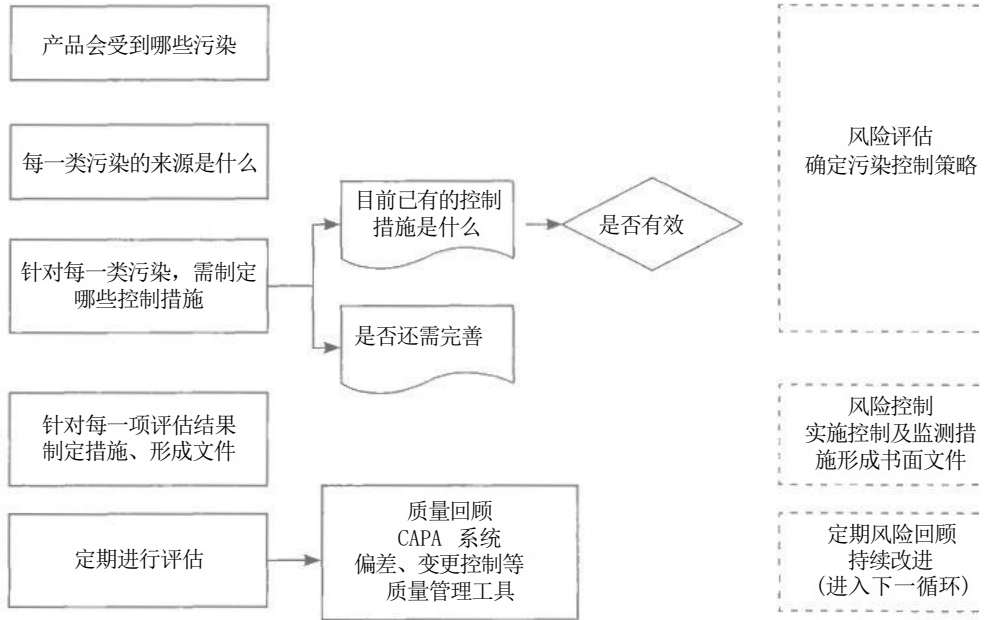 产品会受到哪些污染
每一类污染的来源是什么
针对每一类污染，需制定
哪些控制措施
目前已有的控制
措施是什么
是否有效
是否还需完善
针对每一项评估结果
制定措施、形成文件
定期进行评估
质量回顾
CAPA 系统
偏差、变更控制等
质量管理工具
风险评估
确定污染控制策略
风险控制
实施控制及监测措
施形成书面文件
定期风险回顾
持续改进
(进入下一循环)